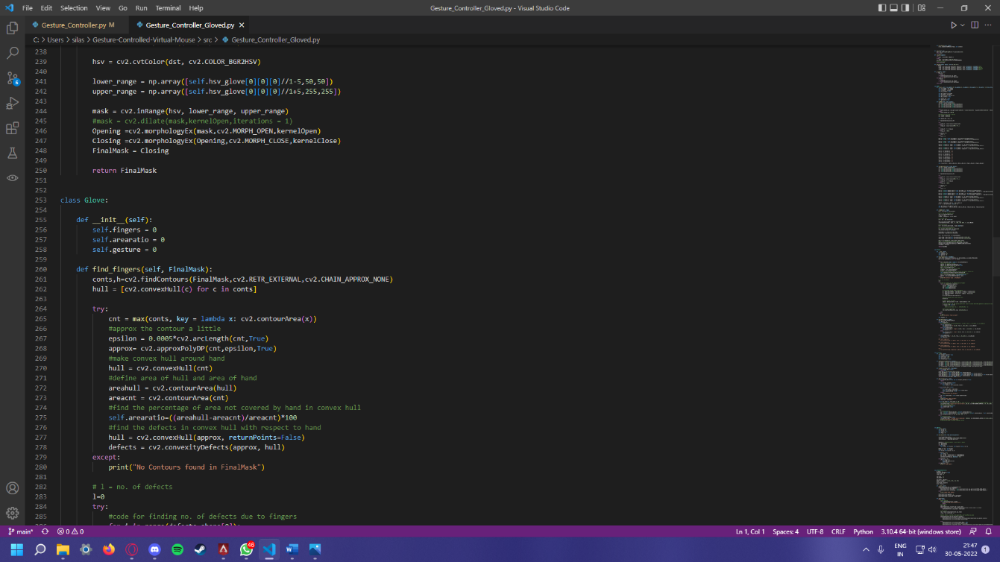 File Edit Selection View Go Run Terminal Help
Gesture_Controller_Gloved.py - Visual Studio Code
Gesture_Controller.py M
Gesture_Controller_Gloved.py
C: > Users > silas > Gesture-Controlled-Virtual-Mouse > src > Gesture_Controller_Gloved.py
238
239 hsv = cv2.cvtColor(dst, cv2.COLOR_BGR2HSV)
240
241 lower_range = np.array([self.hsv_glove[0][0][0]//1-5,50,50])
242 upper_range = np.array([self.hsv_glove[0][0][0]//1+5,255,255])
243
244 mask = cv2.inRange(hsv, lower_range, upper_range)
245 #mask = cv2.dilate(mask,kernelOpen,iterations = 1)
246 Opening =cv2.morphologyEx(mask,cv2.MORPH_OPEN,kernelOpen)
247 Closing =cv2.morphologyEx(Opening,cv2.MORPH_CLOSE,kernelClose)
248 FinalMask = Closing
249
250 return FinalMask
251
252
253 class Glove:
254
255 def __init__(self):
256 self.fingers = 0
257 self.arearatio = 0
258 self.gesture = 0
259
260 def find_fingers(self, FinalMask):
261 conts,h=cv2.findContours(FinalMask,cv2.RETR_EXTERNAL,cv2.CHAIN_APPROX_NONE)
262 hull = [cv2.convexHull(c) for c in conts]
263
264 try:
265 cnt = max(conts, key = lambda x: cv2.contourArea(x))
266 #approx the contour a little
267 epsilon = 0.0005*cv2.arcLength(cnt,True)
268 approx= cv2.approxPolyDP(cnt,epsilon,True)
269 #make convex hull around hand
270 hull = cv2.convexHull(cnt)
271 #define area of hull and area of hand
272 areahull = cv2.contourArea(hull)
273 areacnt = cv2.contourArea(cnt)
274 #find the percentage of area not covered by hand in convex hull
275 self.arearatio=((areahull-areacnt)/areacnt)*100
276 #find the defects in convex hull with respect to hand
277 hull = cv2.convexHull(approx, returnPoints=False)
278 defects = cv2.convexityDefects(approx, hull)
279 except:
280 print("No Contours found in FinalMask")
281
282 # l = no. of defects
283 l=0
284 try:
285 #code for finding no. of defects due to fingers
6
main* 0 0
Ln 1, Col 1 Spaces: 4 UTF-8 CRLF Python 3.10.4 64-bit (windows store)
46
ENG
IN
21:47
30-05-2022
1